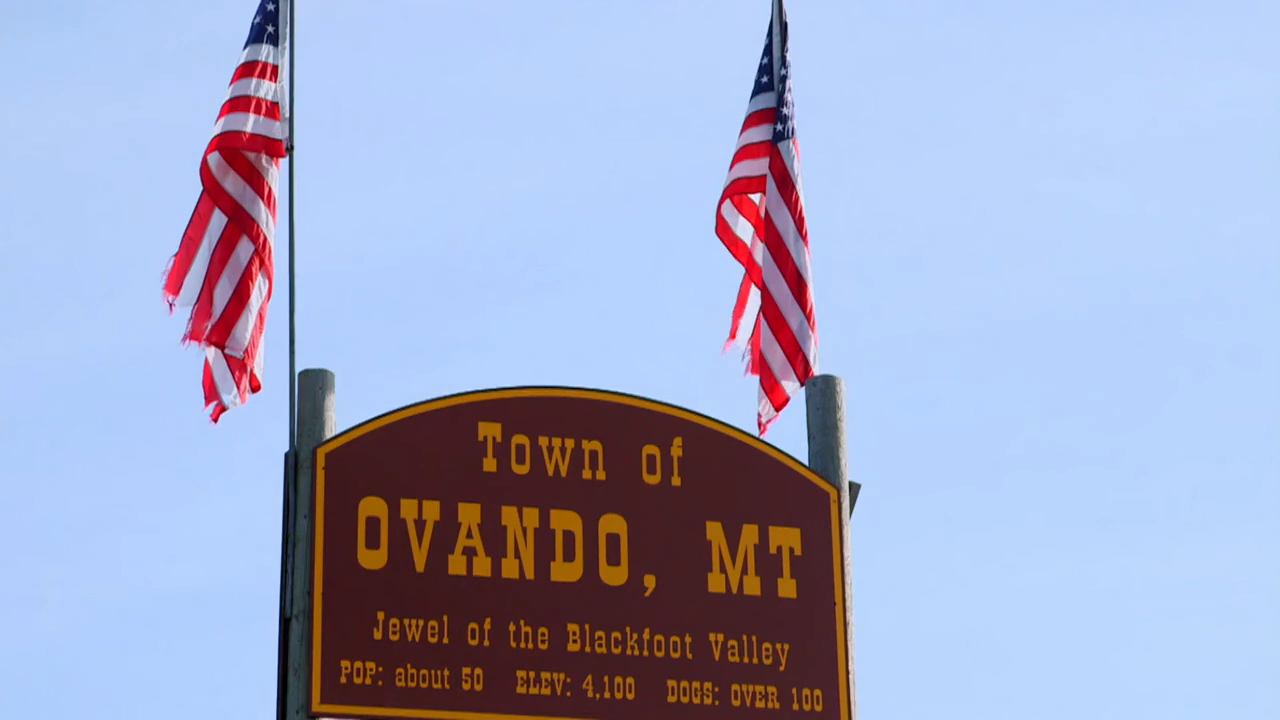 Town of
OVANDO, MT
Jewel of the Blackfoot Valley
POP: about 50 ELEV: 4,100 DOGS: OVER 100